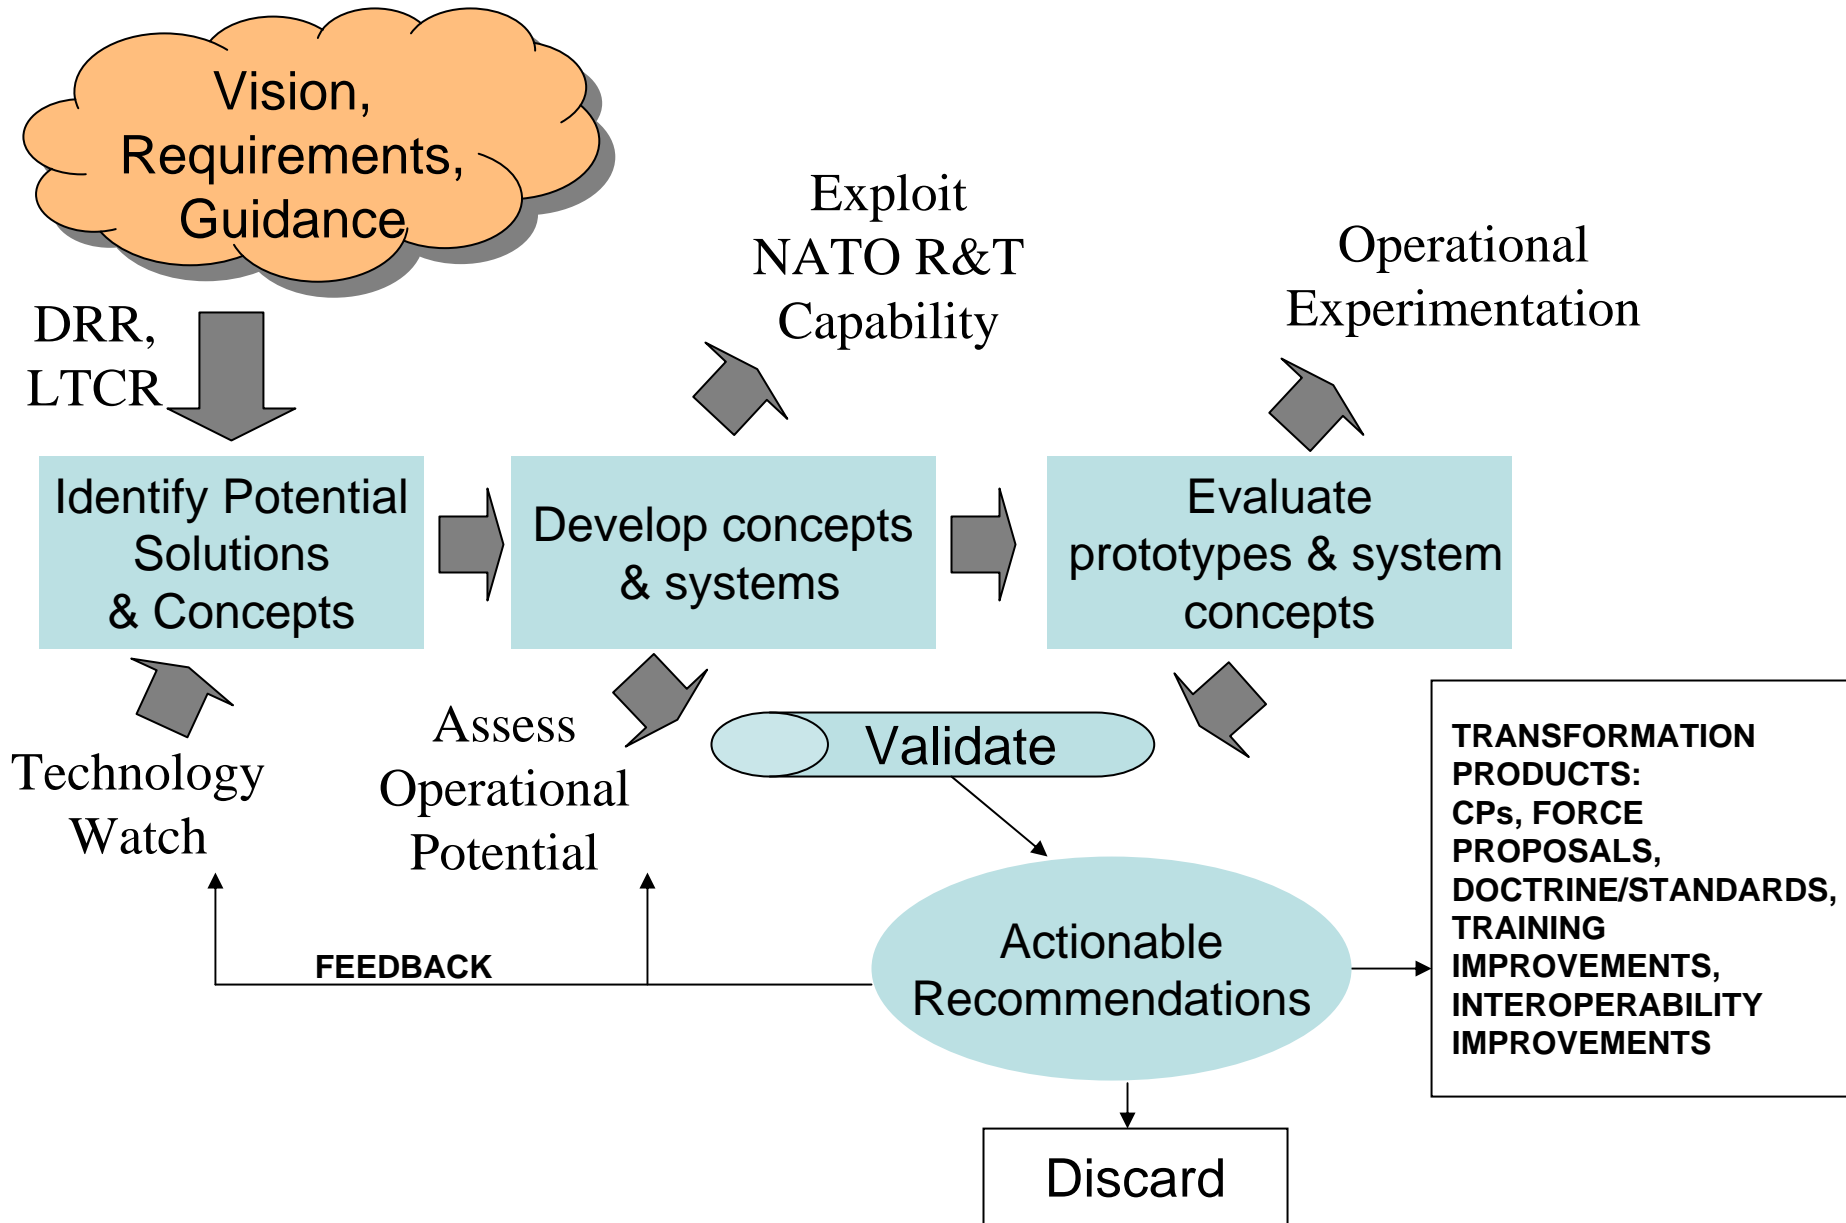 Vision,
Requirements,
Guidance
Exploit
NATO R&T
Capability
Operational
Experimentation
DRR,
LTCR
Identify Potential
Solutions
& Concepts
Develop concepts
& systems
Evaluate
prototypes & system
concepts
Technology
Watch
Assess
Operational
Potential
Validate
TRANSFORMATION
PRODUCTS:
CPs, FORCE
PROPOSALS,
DOCTRINE/STANDARDS,
TRAINING
IMPROVEMENTS,
INTEROPERABILITY
IMPROVEMENTS
FEEDBACK
Actionable
Recommendations
Discard